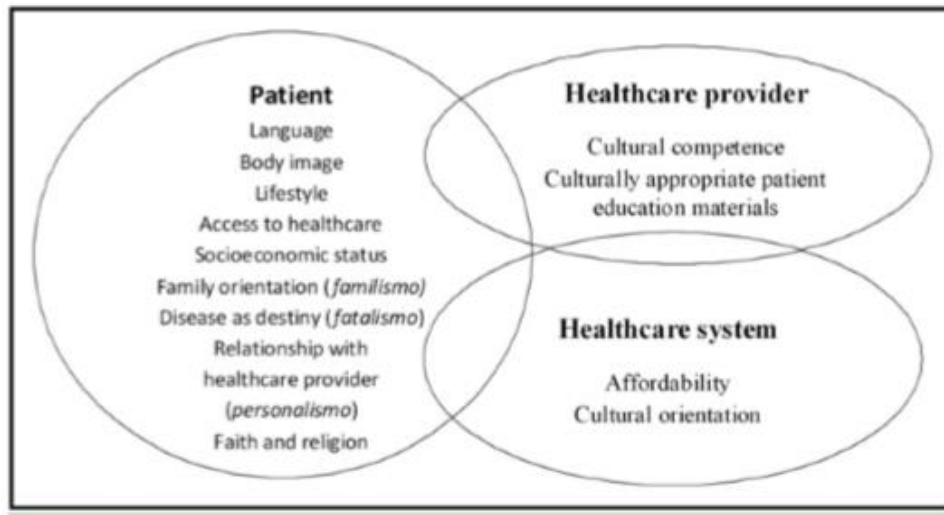 Patient
Language
Body image
Lifestyle
Access to healthcare
Socioeconomic status
Family orientation (familismo)
Disease as destiny (fatalismo)
Relationship with
healthcare provider
(personalismo)
Faith and religion
Healthcare provider
Cultural competence
Culturally appropriate patient
education materials
Healthcare system
Affordability
Cultural orientation